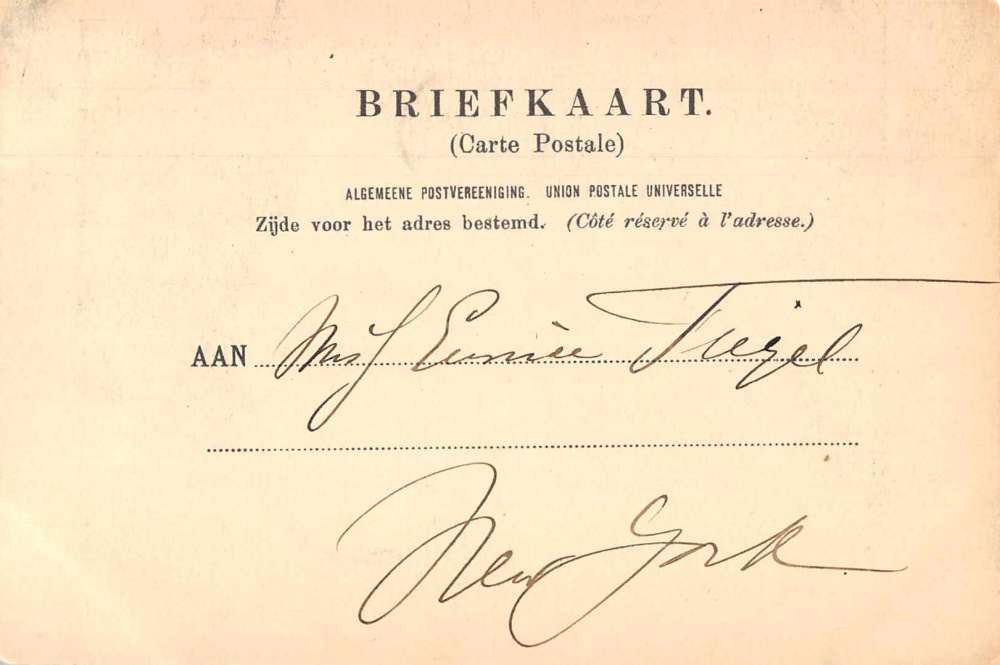 BRIEFKAART.
(Carte Postale)
ALGEMEENE POSTVEREENIGING. UNION POSTALE UNIVERSELLE
Zijde voor het adres bestemd. (Côté réservé à l'adresse.)
AAN Miss Eunice
New York